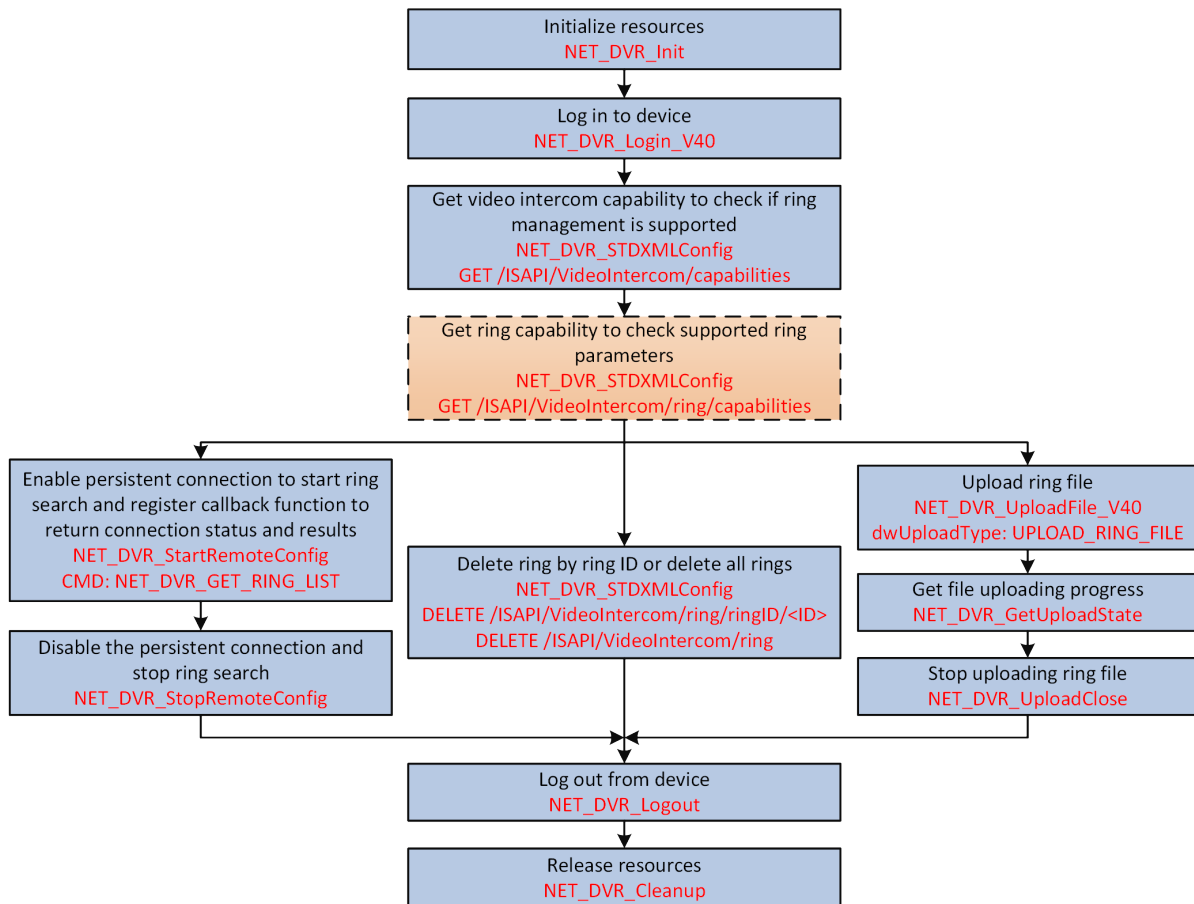 Initialize resources
NET_DVR_Init
Log in to device
NET_DVR_Login_V40
Get video intercom capability to check if ring
management is supported
NET_DVR_STDXMLConfig
GET /ISAPI/VideoIntercom/capabilities
Get ring capability to check supported ring
parameters
NET_DVR_STDXMLConfig
GET /ISAPI/VideoIntercom/ring/capabilities
Enable persistent connection to start ring
search and register callback function to
return connection status and results
NET_DVR_StartRemoteConfig
CMD: NET_DVR_GET_RING_LIST
Disable the persistent connection and
stop ring search
NET_DVR_StopRemoteConfig
Delete ring by ring ID or delete all rings
NET_DVR_STDXMLConfig
DELETE /ISAPI/VideoIntercom/ring/ringID/<ID>
DELETE /ISAPI/VideoIntercom/ring
Upload ring file
NET_DVR_UploadFile_V40
dwUploadType: UPLOAD_RING_FILE
Get file uploading progress
NET_DVR_GetUploadState
Stop uploading ring file
NET_DVR_UploadClose
Log out from device
NET_DVR_Logout
Release resources
NET_DVR_Cleanup